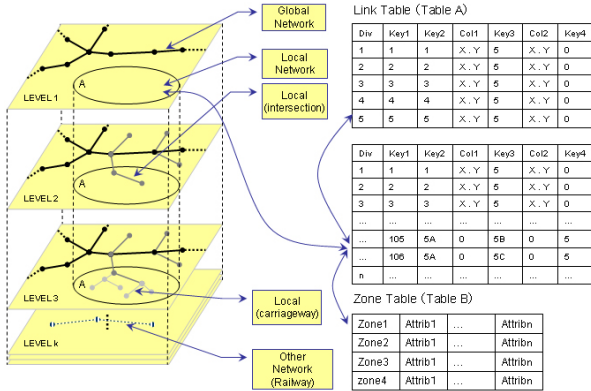 Global
Network
Local
Network
Local
(intersection)
A
LEVEL 1
A
LEVEL 2
A
LEVEL 3
LEVEL k
Local
(carriageway)
Other
Network
(Railway)
Link Table (Table A)
Div Key1 Key2 Col1 Key3 Col2 Key4
1 1 1 X.Y 5 X.Y 0
2 2 2 X.Y 5 X.Y 0
3 3 3 X.Y 5 X.Y 0
4 4 4 X.Y 5 X.Y 0
5 5 5 X.Y 5 X.Y 0
Div Key1 Key2 Col1 Key3 Col2 Key4
1 1 1 X.Y 5 X.Y 0
2 2 2 X.Y 5 X.Y 0
3 3 3 X.Y 5 X.Y 0
... ... ... ... ... ... ...
... 105 5A 0 5B 0 5
... 106 5A 0 5C 0 5
n ... ... ... ... ... ...
Zone Table (Table B)
Zone1 Attrib1 ... Attribn
Zone2 Attrib1 ... Attribn
Zone3 Attrib1 ... Attribn
zone4 Attrib1 ... Attribn